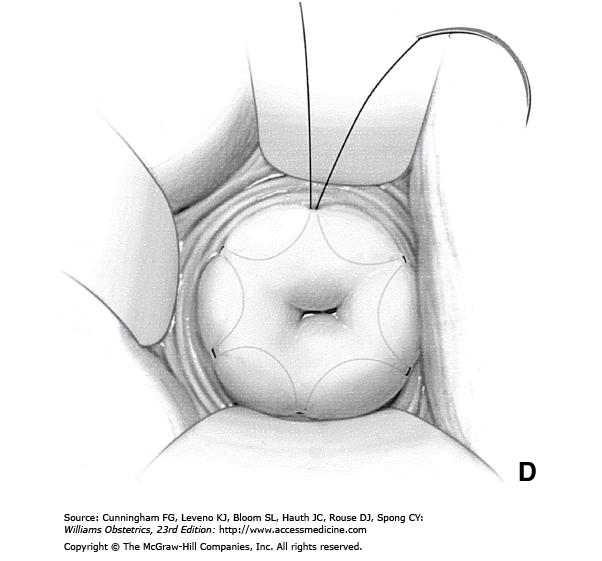 D
Source: Cunningham FG, Leveno KJ, Bloom SL, Hauth JC, Rouse DJ, Spong CY:
Williams Obstetrics, 23rd Edition: http://www.accessmedicine.com
Copyright © The McGraw-Hill Companies, Inc. All rights reserved.